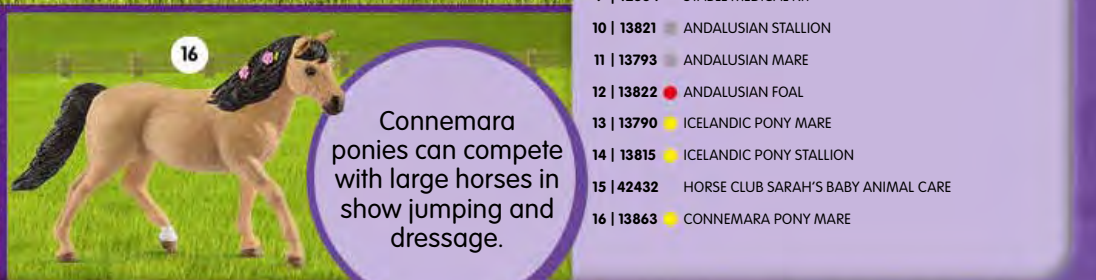 16
Connemara
ponies can compete
with large horses in
show jumping and
dressage.
10 | 13821 ANDALUSIAN STALLION
11 | 13793 ANDALUSIAN MARE
12 | 13822 ANDALUSIAN FOAL
13 | 13790 ICELANDIC PONY MARE
14 | 13815 ICELANDIC PONY STALLION
15 | 42432 HORSE CLUB SARAH'S BABY ANIMAL CARE
16 | 13863 CONNEMARA PONY MARE